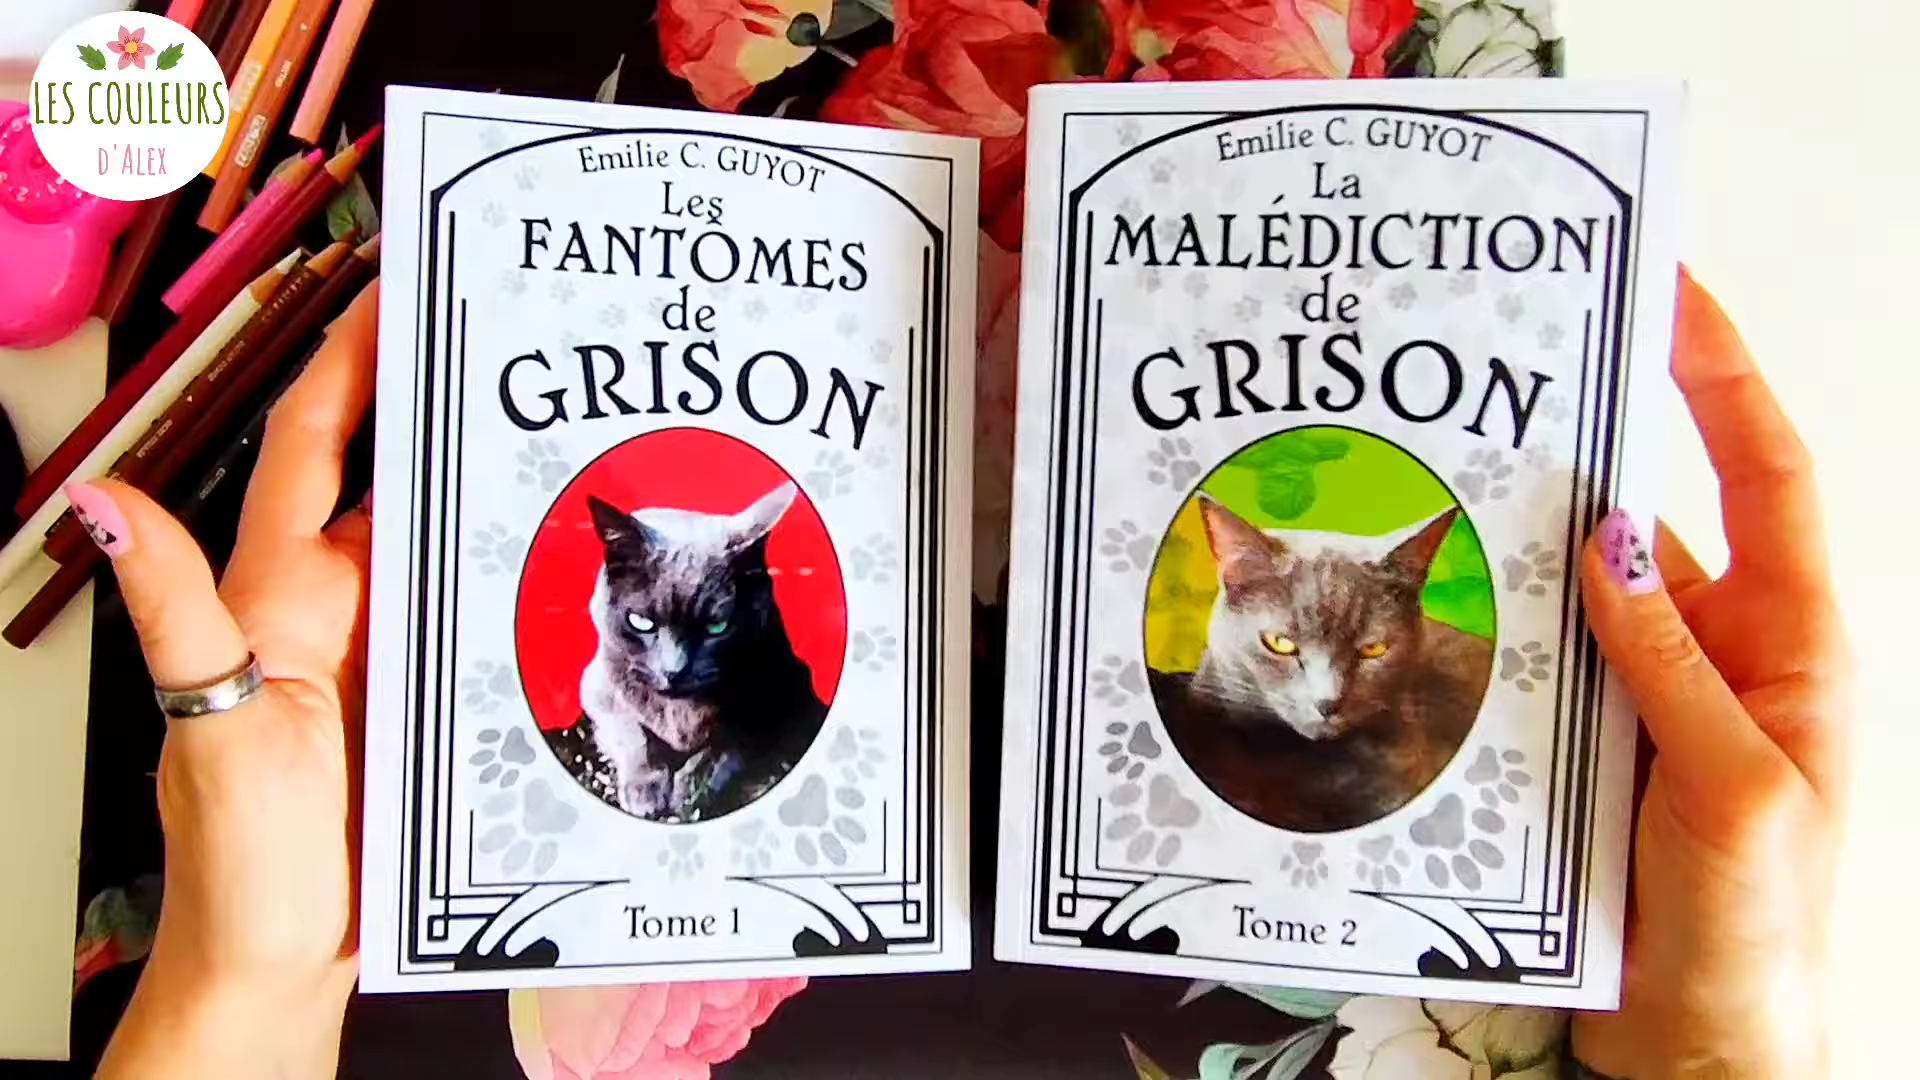 LES COULEURS
d'ALEX
Emilie C. GUYOT
Les
FANTÔMES
de
GRISON
Tome 1
Emilie C. GUYOT
La
MALÉDICTION
de
GRISON
Tome 2